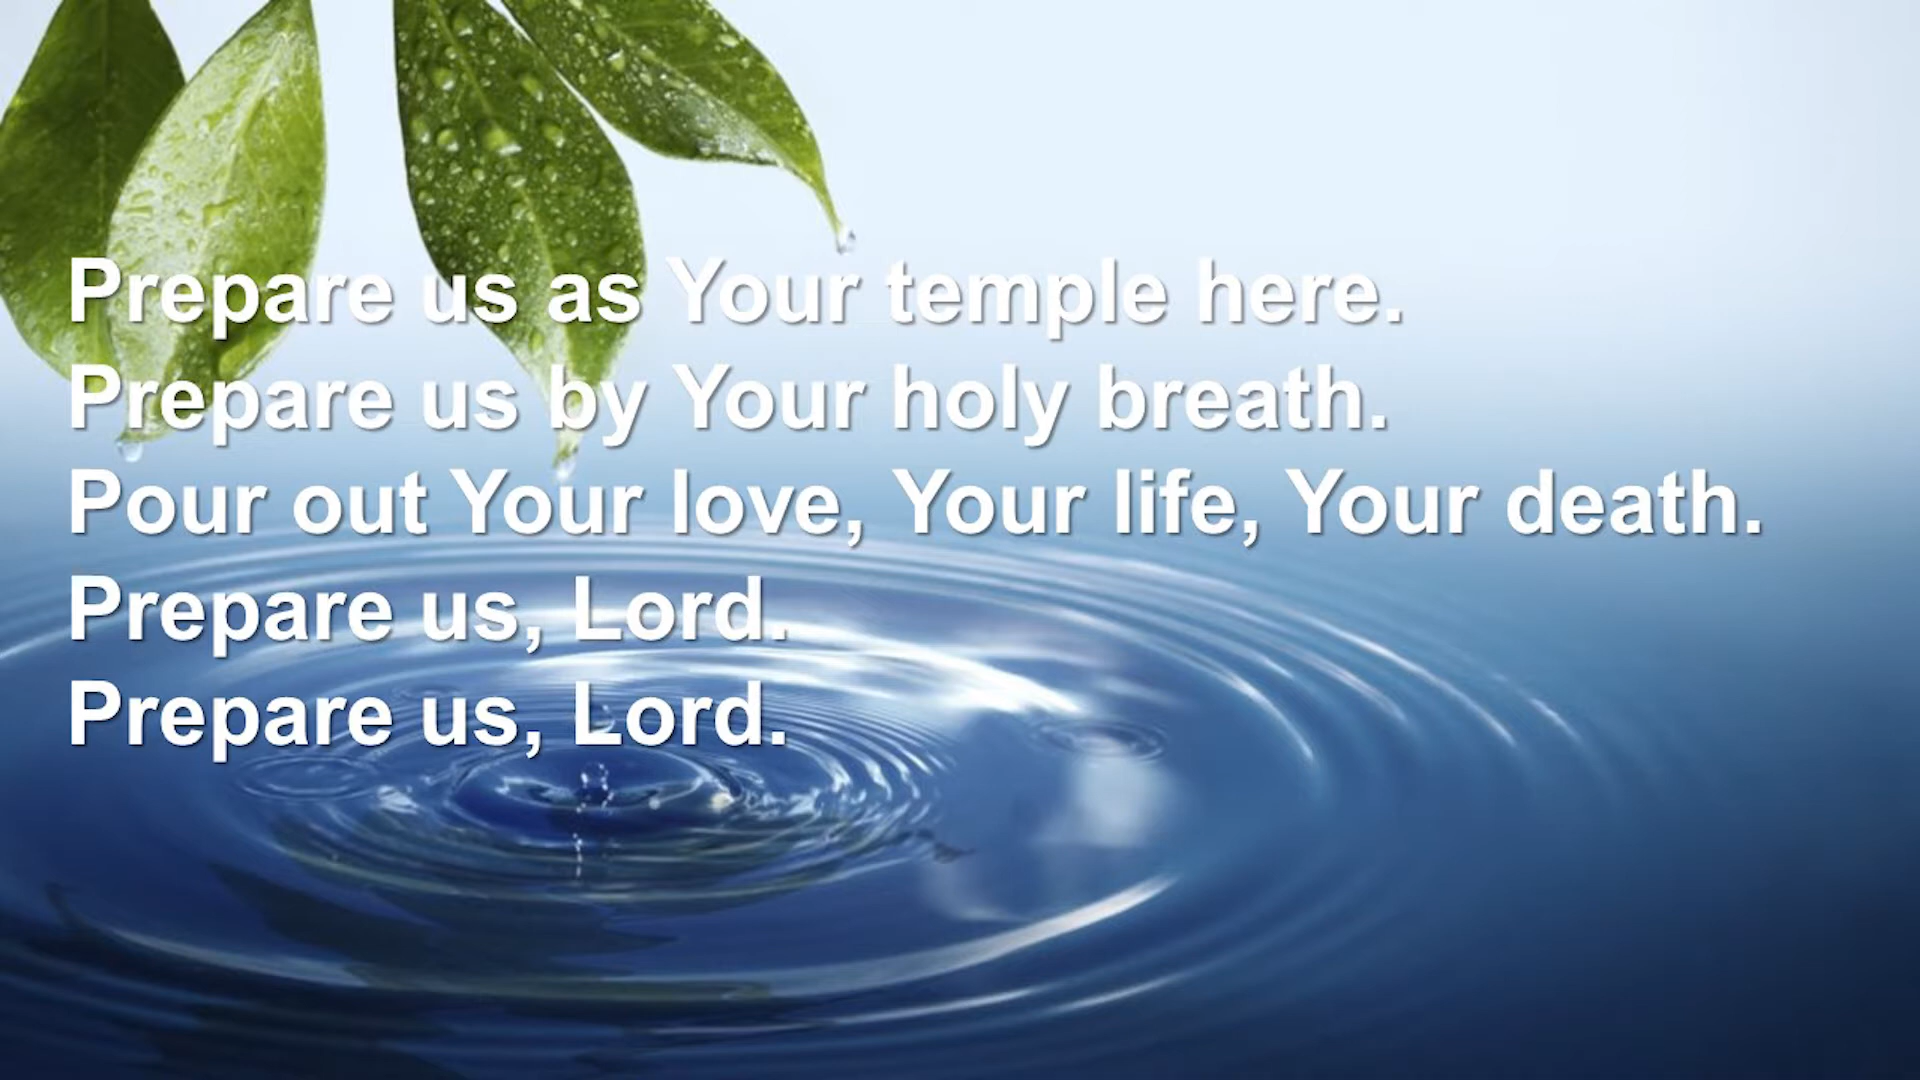 Prepare us as Your temple here.
Prepare us by Your holy breath.
Pour out Your love, Your life, Your death.
Prepare us, Lord.
Prepare us, Lord.